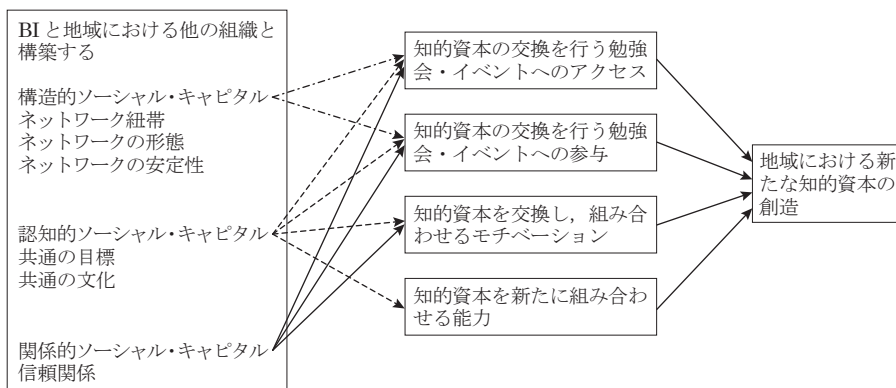 BIと地域における他の組織と
構築する
構造的ソーシャル・キャピタル
ネットワーク紐帯
ネットワークの形態
ネットワークの安定性
認知的ソーシャル・キャピタル
共通の目標
共通の文化
関係的ソーシャル・キャピタル
信頼関係
知的資本の交換を行う勉強
会・イベントへのアクセス
知的資本の交換を行う勉強
会・イベントへの参与
知的資本を交換し，組み合
わせるモチベーション
知的資本を新たに組み合わ
せる能力
地域における新
たな知的資本の
創造